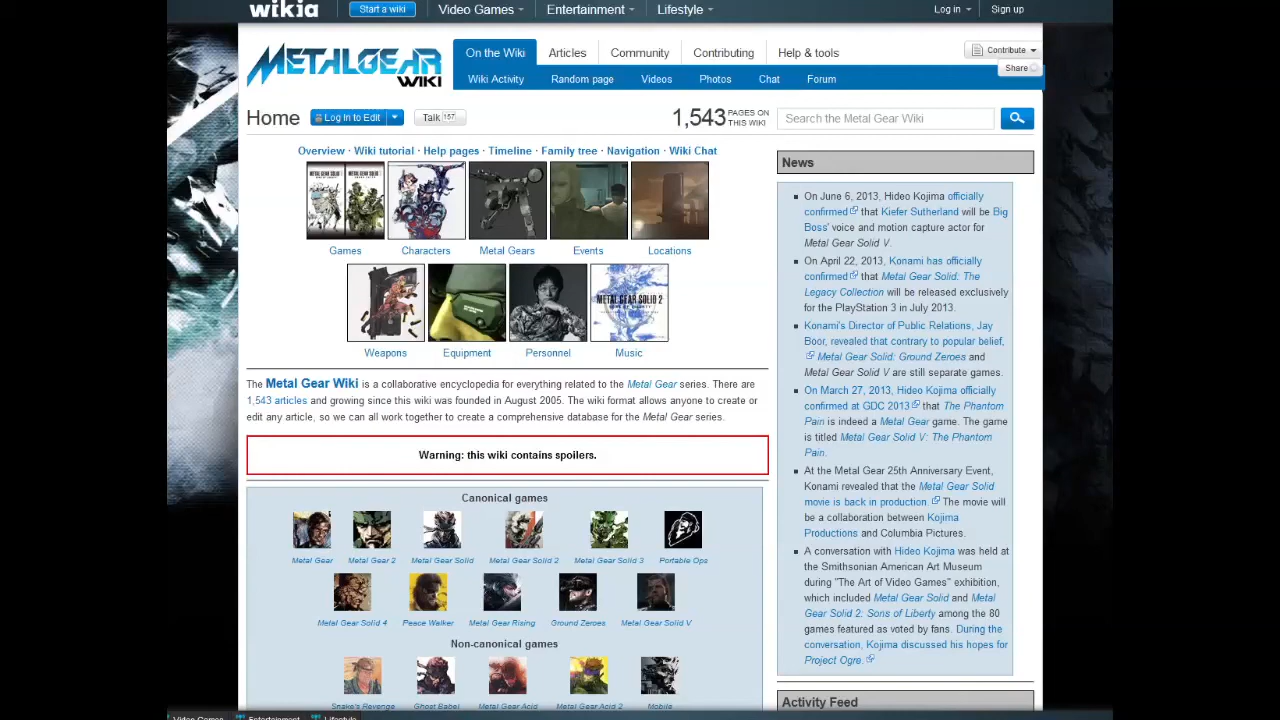 wikia
Start a wiki
Video Games
Entertainment
Lifestyle
Log in
Sign up
METAL GEAR
WIKI
On the Wiki
Articles
Community
Contributing
Help & tools
Contribute
Share
Wiki Activity
Random page
Videos
Photos
Chat
Forum
Home
Log In to Edit
Talk 167
1,543 PAGES ON
THIS WIKI
Search the Metal Gear Wiki
Overview · Wiki tutorial · Help pages · Timeline · Family tree · Navigation · Wiki Chat
Games
Characters
Metal Gears
Events
Locations
METAL GEAR SOLID 2
Weapons
Equipment
Personnel
Music
The Metal Gear Wiki is a collaborative encyclopedia for everything related to the Metal Gear series. There are
1,543 articles and growing since this wiki was founded in August 2005. The wiki format allows anyone to create or
edit any article, so we can all work together to create a comprehensive database for the Metal Gear series.
Warning: this wiki contains spoilers.
Canonical games
Metal Gear
Metal Gear 2
Metal Gear Solid
Metal Gear Solid 2
Metal Gear Solid 3
Portable Ops
Metal Gear Solid 4
Peace Walker
Metal Gear Rising
Ground Zeroes
Metal Gear Solid V
Non-canonical games
Snake's Revenge
Ghost Babel
Metal Gear Acid
Metal Gear Acid 2
Mobile
News
On June 6, 2013, Hideo Kojima officially
confirmed that Kiefer Sutherland will be Big
Boss' voice and motion capture actor for
Metal Gear Solid V.
On April 22, 2013, Konami has officially
confirmed that Metal Gear Solid: The
Legacy Collection will be released exclusively
for the PlayStation 3 in July 2013.
Konami's Director of Public Relations, Jay
Boor, revealed that contrary to popular belief,
Metal Gear Solid: Ground Zeroes and
Metal Gear Solid V are still separate games.
On March 27, 2013, Hideo Kojima officially
confirmed at GDC 2013 that The Phantom
Pain is indeed a Metal Gear game. The game
is titled Metal Gear Solid V: The Phantom
Pain.
At the Metal Gear 25th Anniversary Event,
Konami revealed that the Metal Gear Solid
movie is back in production. The movie will
be a collaboration between Kojima
Productions and Columbia Pictures.
A conversation with Hideo Kojima was held at
the Smithsonian American Art Museum
during "The Art of Video Games" exhibition,
which included Metal Gear Solid and Metal
Gear Solid 2: Sons of Liberty among the 80
games featured as voted by fans. During the
conversation, Kojima discussed his hopes for
Project Ogre.
Activity Feed
Video Games
Entertainment
Lifestyle